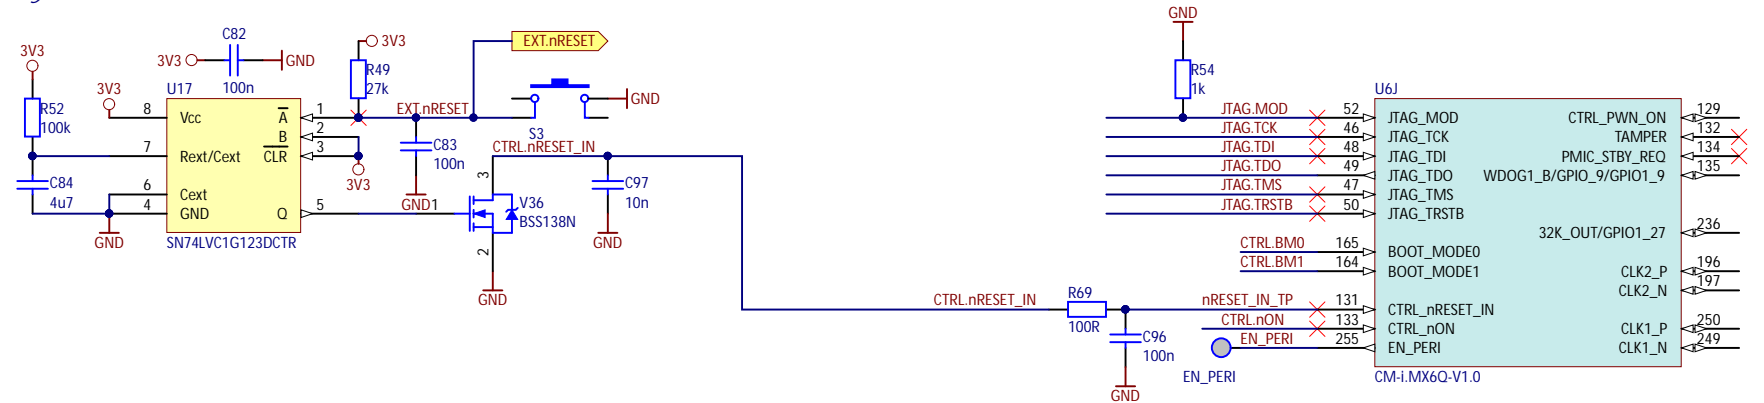 GND
C82
3V3
EXT.nRESET
3V3
3V3
GND
R49
27k
R54
1k
3V3
100n
U17
GND
U6J
R52
100k
8
Vcc
A
1
EXT.nRESET
JTAG.MOD
52
JTAG_MOD
CTRL_PWN_ON
129
B
2
S3
JTAG.TCK
46
JTAG_TCK
TAMPER
132
7
Rext/Cext
CLR
3
C83
100n
CTRL.nRESET_IN
JTAG.TDI
48
JTAG_TDI
PMIC_STBY_REQ
134
3V3
JTAG.TDO
49
JTAG_TDO
WDOG1_B/GPIO_9/GPIO1_9
135
C84
4u7
6
Cext
3
C97
10n
JTAG.TMS
47
JTAG_TMS
4
GND
Q
5
GND
1
V36
BSS138N
JTAG.TRSTB
50
JTAG_TRSTB
GND
SN74LVC1G123DCTR
2
GND
32K_OUT/GPIO1_27
236
CTRL.BM0
165
BOOT_MODE0
CTRL.BM1
164
BOOT_MODE1
CLK2_P
196
CLK2_N
197
GND
CTRL.nRESET_IN
R69
100R
nRESET_IN_TP
131
CTRL_nRESET_IN
CTRL.nON
133
CTRL_nON
CLK1_P
250
C96
100n
EN_PERI
255
EN_PERI
CLK1_N
249
EN_PERI
CM-i.MX6Q-V1.0
GND